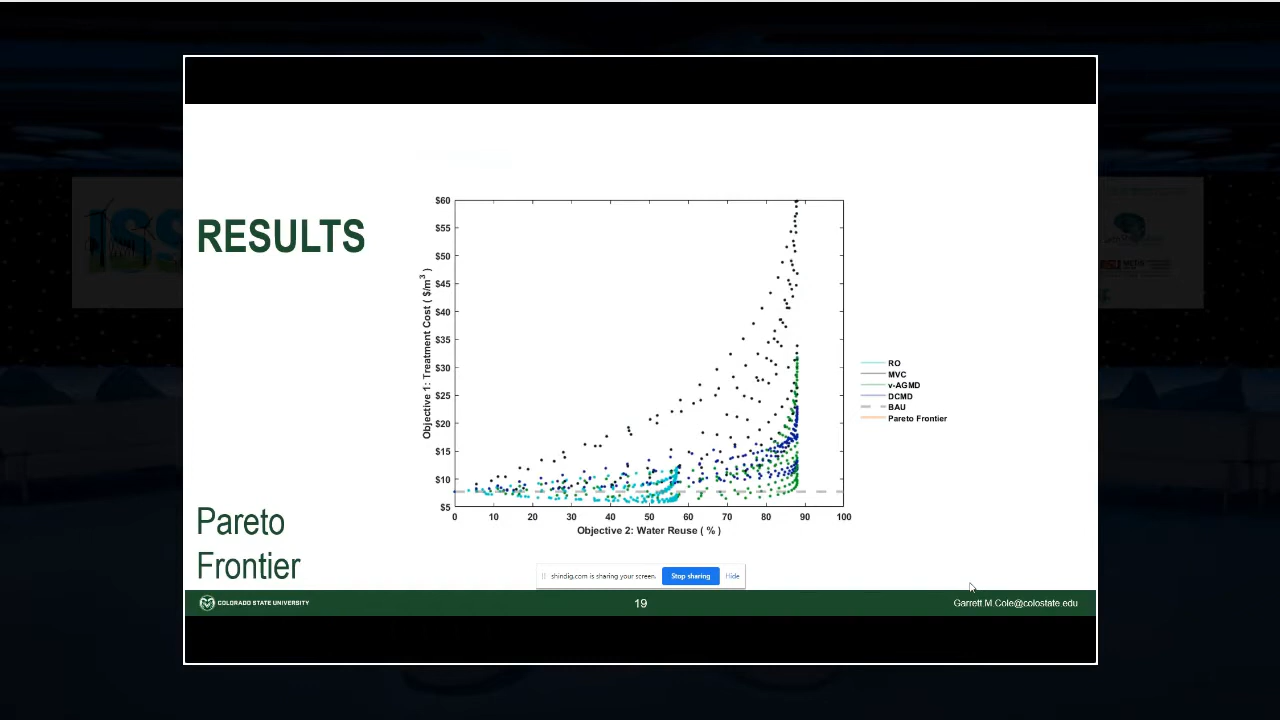 RESULTS
Pareto
Frontier
Objective 1: Treatment Cost ( $/m³ )
$60
$55
$50
$45
$40
$35
$30
$25
$20
$15
$10
$5
0 10 20 30 40 50 60 70 80 90 100
Objective 2: Water Reuse ( % )
RO
MVC
v-AGMD
DCMD
BAU
Pareto Frontier
shindig.com is sharing your screen. Stop sharing Hide
COLORADO STATE UNIVERSITY 19 Garrett.M.Cole@colostate.edu